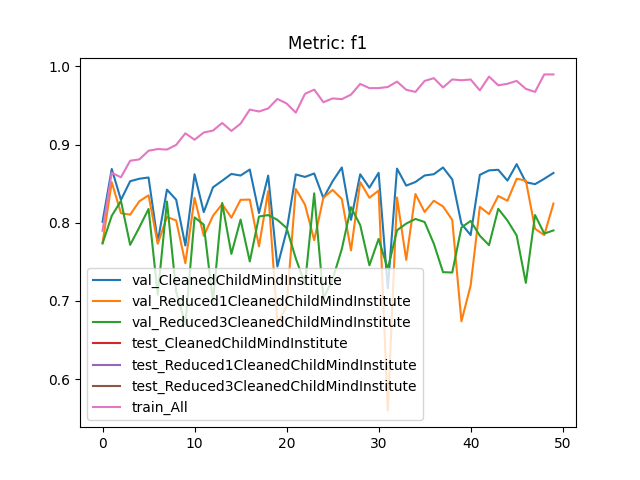 Metric: f1
1.0
0.9
0.8
0.7
0.6
val_CleanedChildMindInstitute
val_Reduced1CleanedChildMindInstitute
val_Reduced3CleanedChildMindInstitute
test_CleanedChildMindInstitute
test_Reduced1CleanedChildMindInstitute
test_Reduced3CleanedChildMindInstitute
train_All
0 10 20 30 40 50